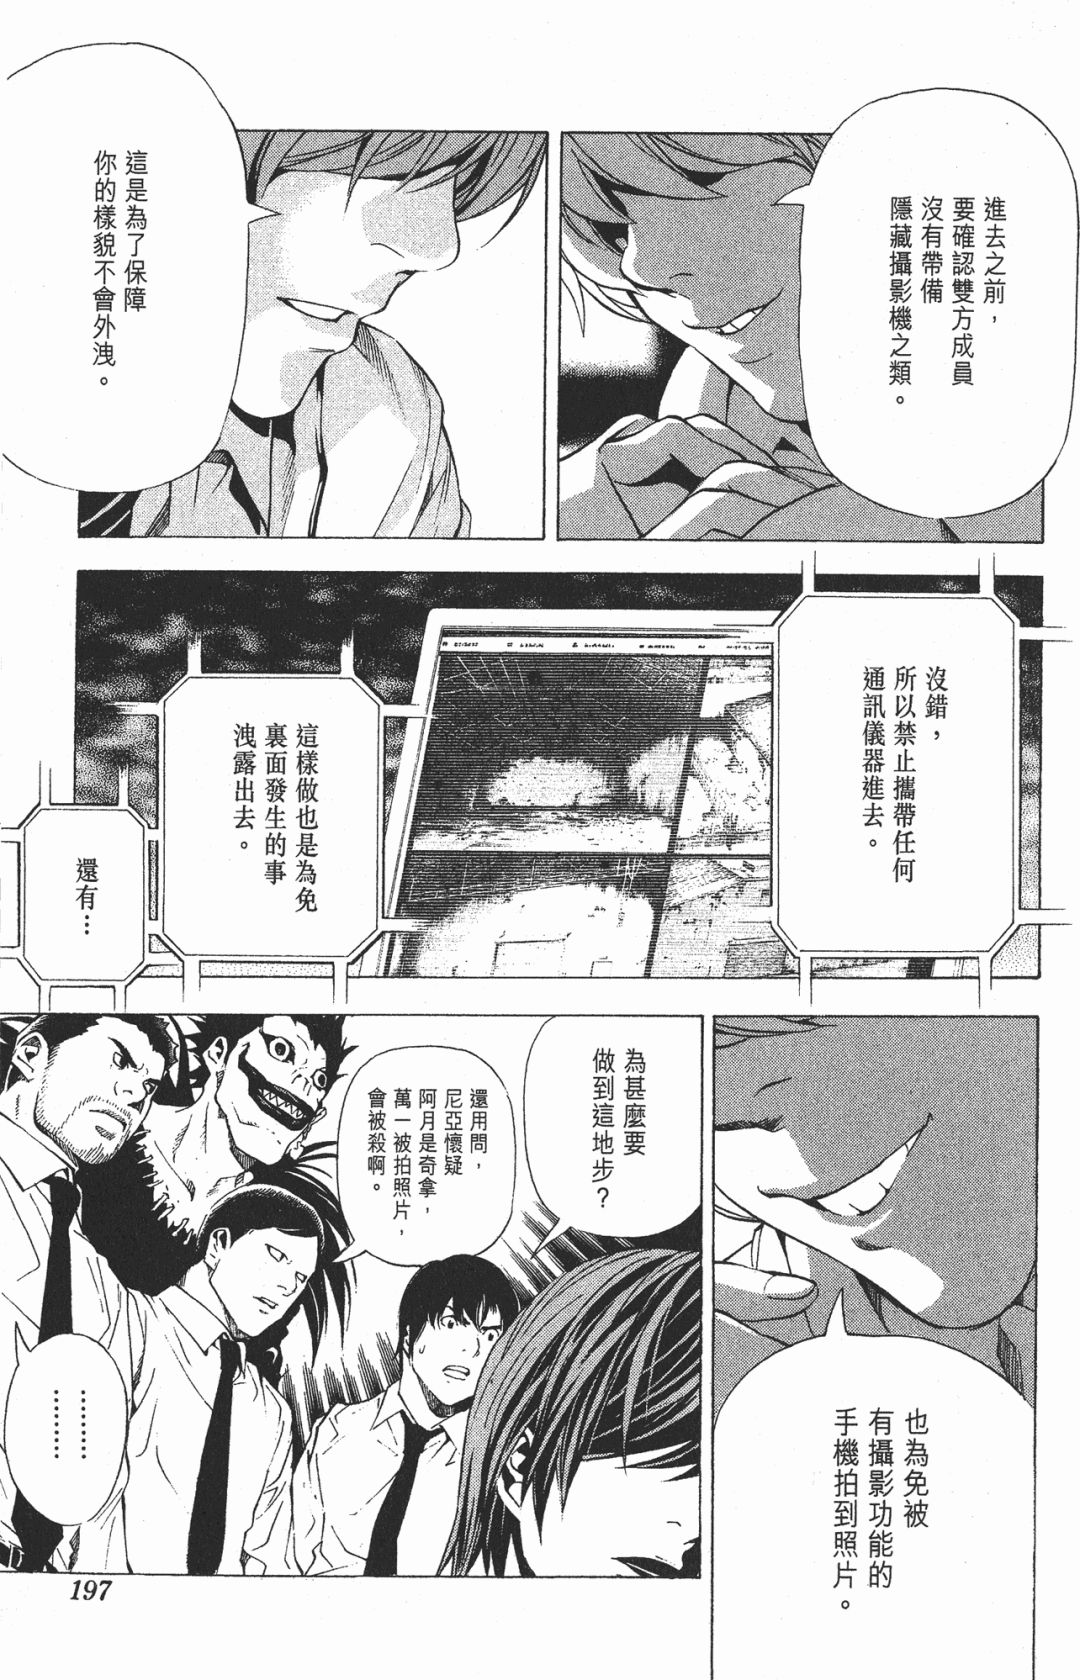 進去之前，
要確認雙方成員
沒有帶備
隱藏攝影機之類。
這是為了保障
你的樣貌不會外洩。
沒錯，
所以禁止攜帶任何
通訊儀器進去。
這樣做也是為免
裏面發生的事
洩露出去。
還有…
也為免被
有攝影功能的
手機拍到照片。
為甚麼要
做到這地步？
還用問，
尼亞懷疑
阿月是奇拿，
萬一被拍照片，
會被殺啊。
………
………
197